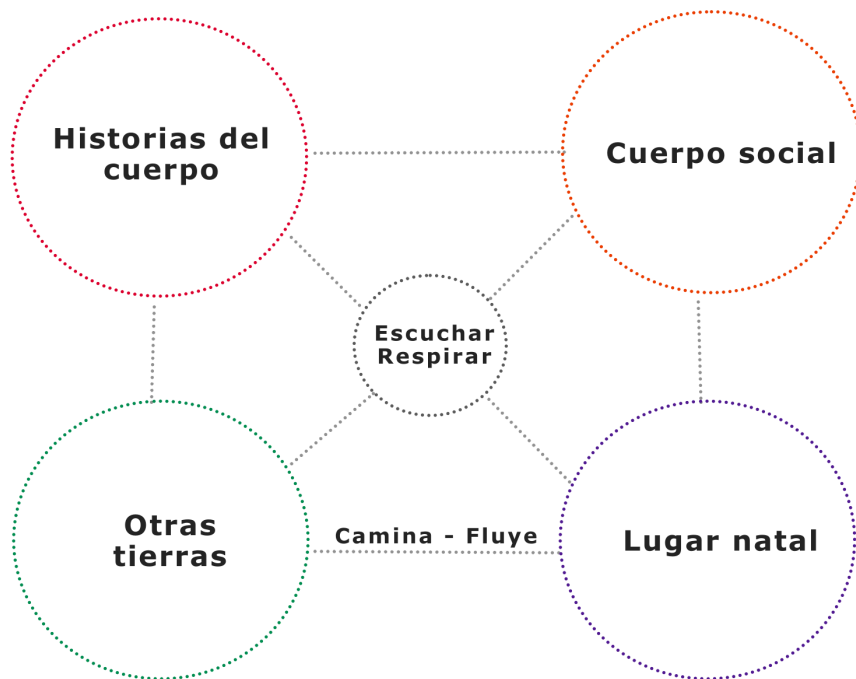 Historias del
cuerpo
Cuerpo social
Escuchar
Respirar
Otras
tierras
Camina - Fluye
Lugar natal